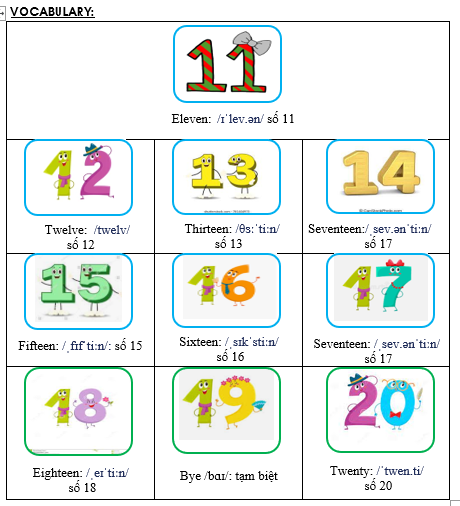 VOCABULARY:
11
Eleven: /ɪˈlev.ən/ số 11
12
13
14
Twelve: /twelv/
số 12
Thirteen: /θɜːˈtiːn/
số 13
Seventeen:/ˌsev.ənˈtiːn/
số 17
15
16
17
Fifteen: /ˌfɪfˈtiːn/: số 15
Sixteen: /ˌsɪkˈstiːn/
số 16
Seventeen: /ˌsev.ənˈtiːn/
số 17
18
19
20
Eighteen: /ˌeɪˈtiːn/
số 18
Bye /baɪ/: tạm biệt
Twenty: /ˈtwen.ti/
số 20